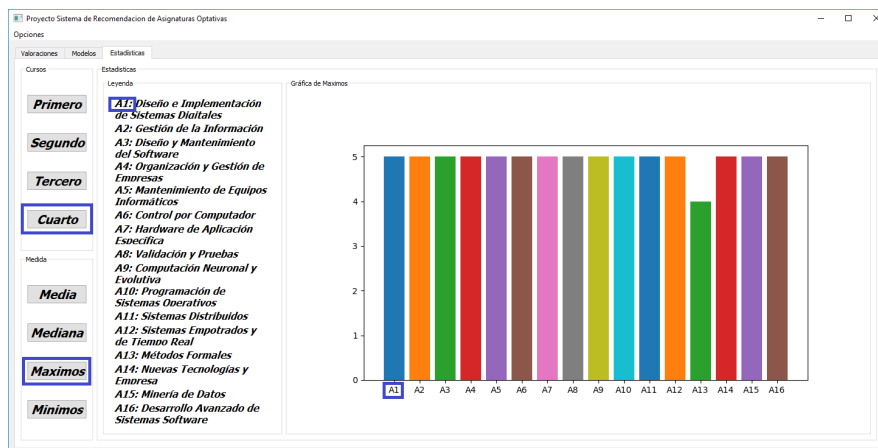 Proyecto Sistema de Recomendacion de Asignaturas Optativas
Opciones
Valoraciones Modelos Estadísticas
Cursos
Primero
Segundo
Tercero
Cuarto
Medida
Media
Mediana
Maximos
Minimos
Estadisticas
Leyenda
A1: Diseño e Implementación
de Sistemas Digitales
A2: Gestión de la Información
A3: Diseño y Mantenimiento
del Software
A4: Organización y Gestión de
Empresas
A5: Mantenimiento de Equipos
Informáticos
A6: Control por Computador
A7: Hardware de Aplicación
Específica
A8: Validación y Pruebas
A9: Computación Neuronal y
Evolutiva
A10: Programación de
Sistemas Operativos
A11: Sistemas Distribuidos
A12: Sistemas Empotrados y
de Tiempo Real
A13: Métodos Formales
A14: Nuevas Tecnologías y
Empresa
A15: Minería de Datos
A16: Desarrollo Avanzado de
Sistemas Software
Gráfica de Maximos
5
4
3
2
1
0
A1 A2 A3 A4 A5 A6 A7 A8 A9 A10 A11 A12 A13 A14 A15 A16